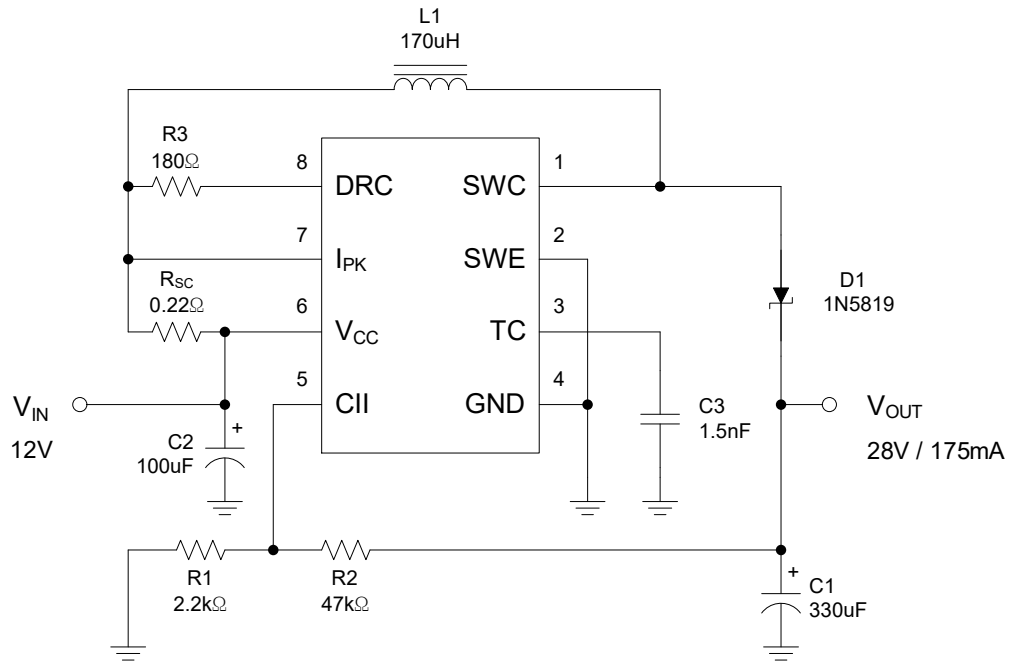 L1
170uH
R3
180Ω
8
DRC
SWC
1
7
I_PK
SWE
2
R_SC
0.22Ω
6
V_CC
TC
3
D1
1N5819
5
CII
GND
4
V_IN
12V
C2
100uF
+
C3
1.5nF
V_OUT
28V / 175mA
R1
2.2kΩ
R2
47kΩ
+
C1
330uF